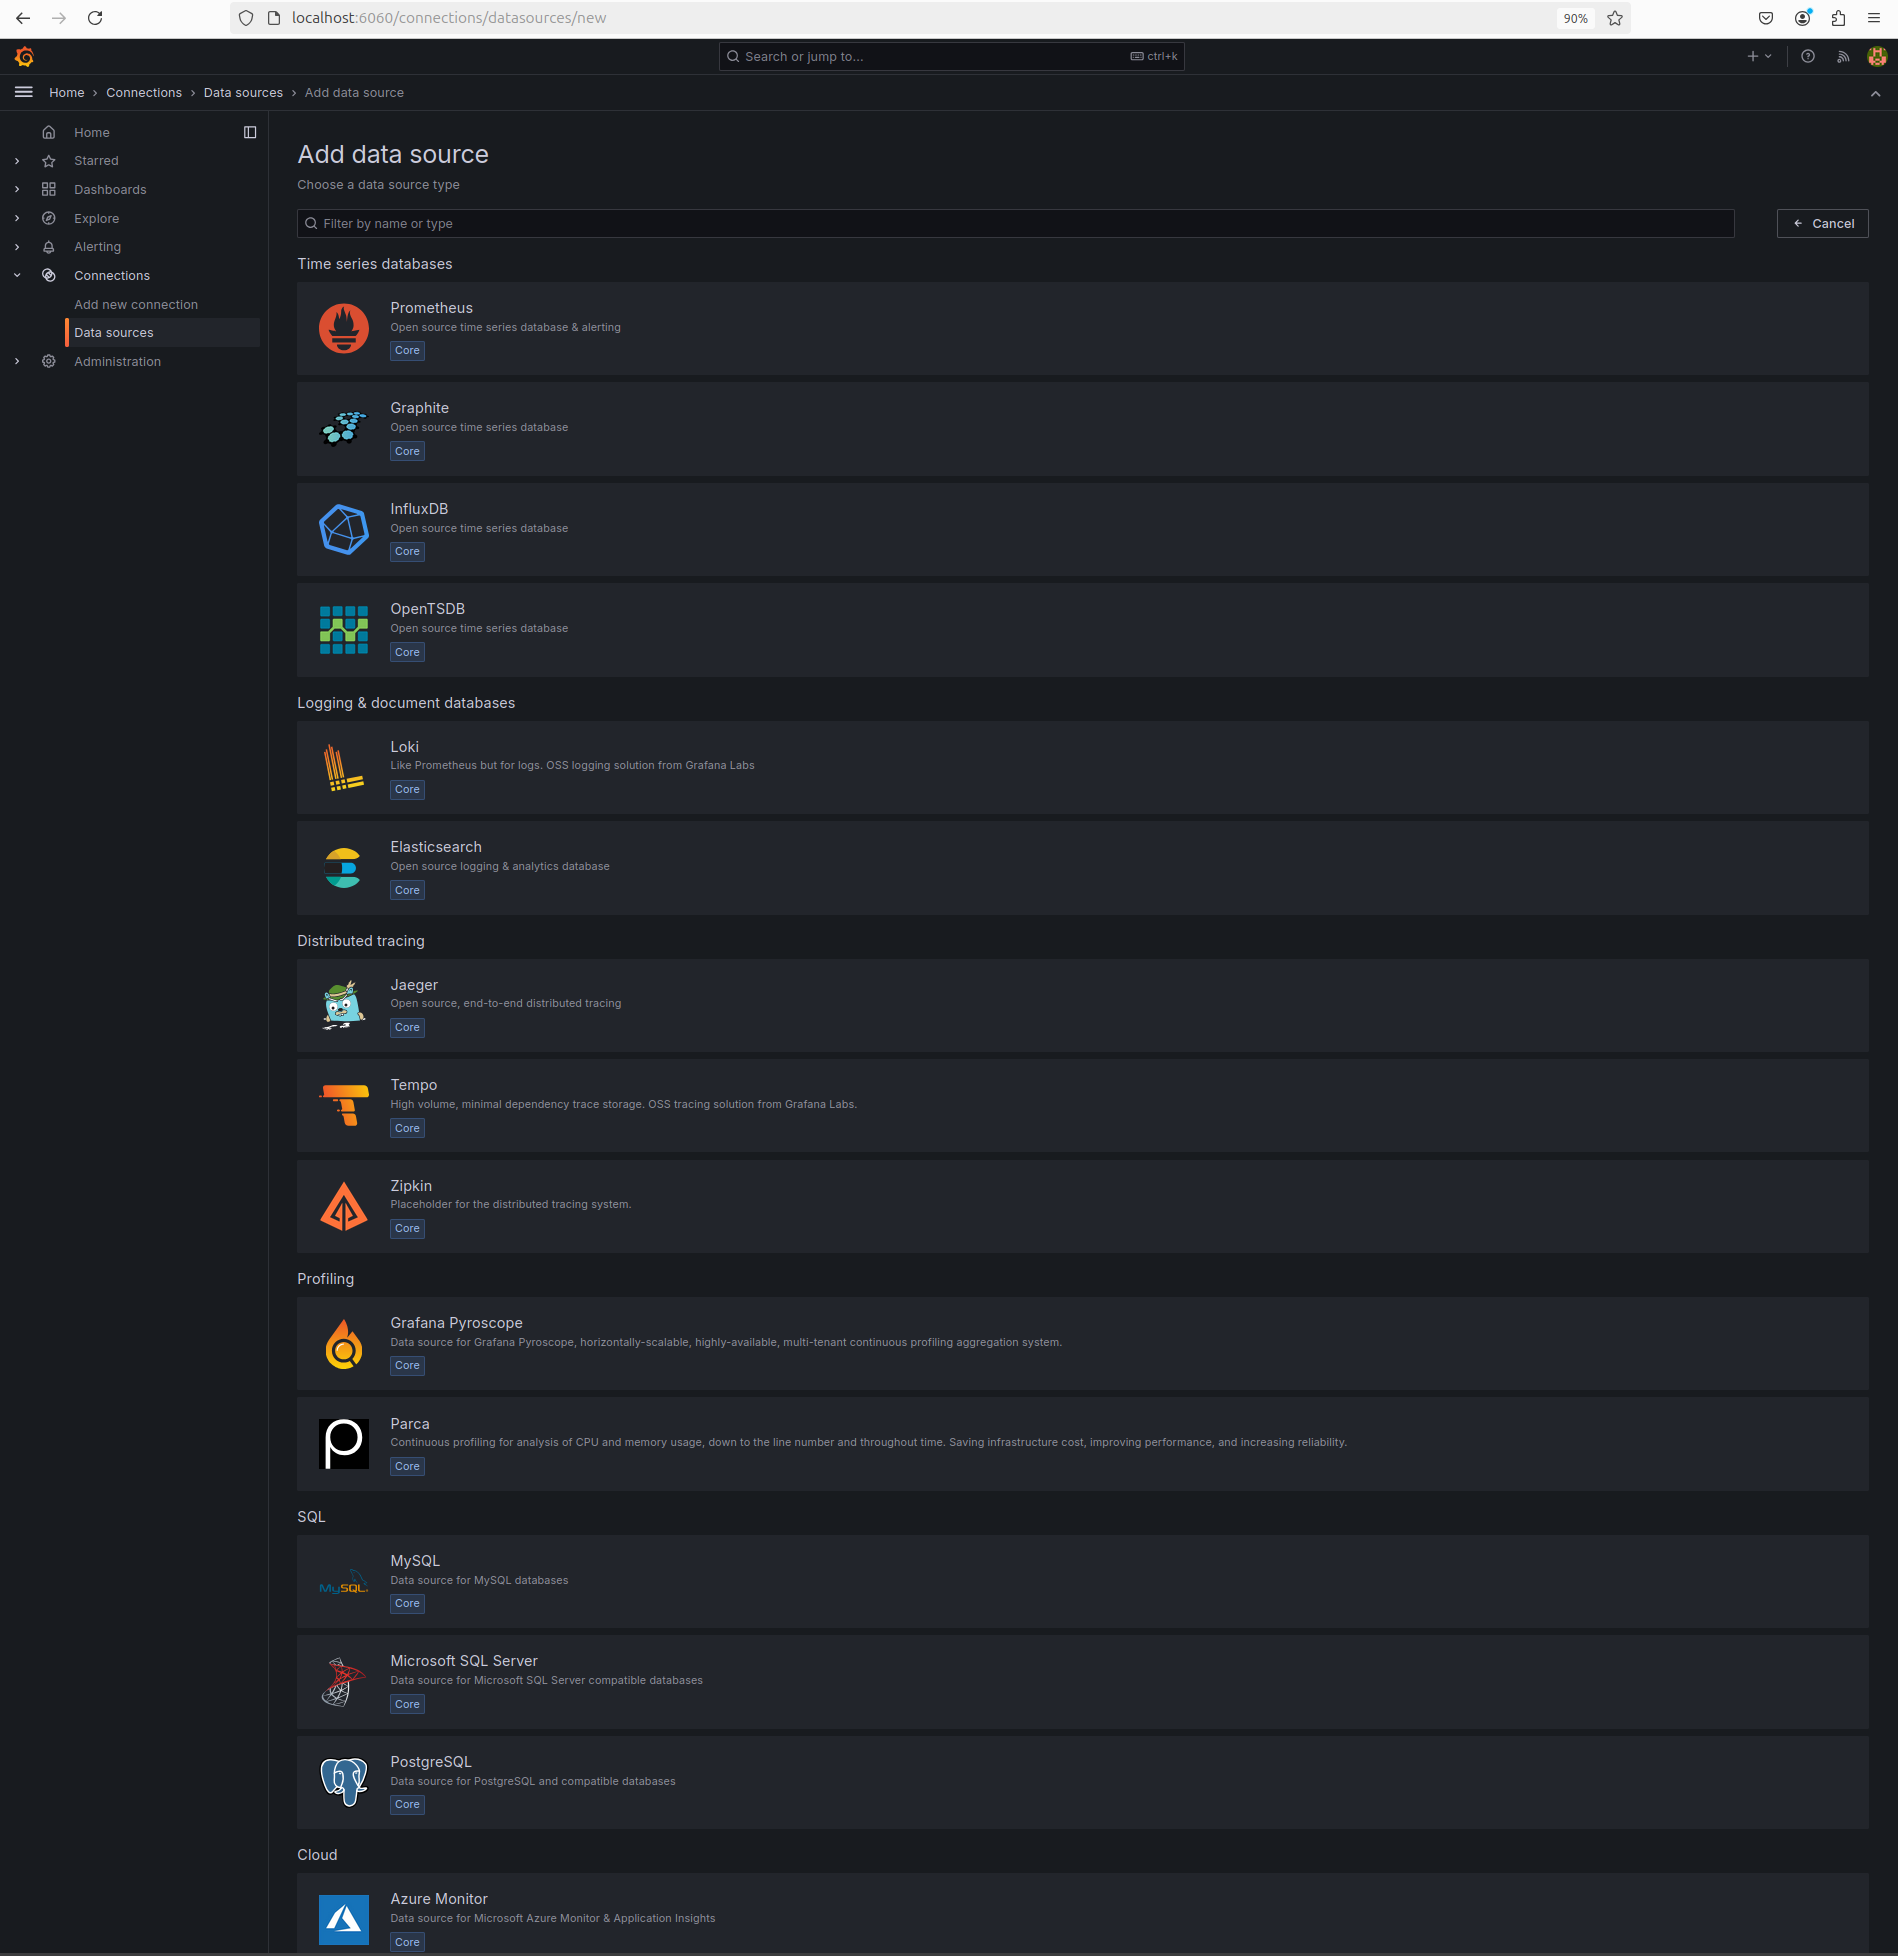 localhost:6060/connections/datasources/new
90%
Search or jump to...
ctrl+k
Home › Connections › Data sources › Add data source
Home
Starred
Dashboards
Explore
Alerting
Connections
Add new connection
Data sources
Administration
Add data source
Choose a data source type
Filter by name or type
Cancel
Time series databases
Prometheus
Open source time series database & alerting
Core
Graphite
Open source time series database
Core
InfluxDB
Open source time series database
Core
OpenTSDB
Open source time series database
Core
Logging & document databases
Loki
Like Prometheus but for logs. OSS logging solution from Grafana Labs
Core
Elasticsearch
Open source logging & analytics database
Core
Distributed tracing
Jaeger
Open source, end-to-end distributed tracing
Core
Tempo
High volume, minimal dependency trace storage. OSS tracing solution from Grafana Labs.
Core
Zipkin
Placeholder for the distributed tracing system.
Core
Profiling
Grafana Pyroscope
Data source for Grafana Pyroscope, horizontally-scalable, highly-available, multi-tenant continuous profiling aggregation system.
Core
Parca
Continuous profiling for analysis of CPU and memory usage, down to the line number and throughout time. Saving infrastructure cost, improving performance, and increasing reliability.
Core
SQL
MySQL
MySQL
Data source for MySQL databases
Core
Microsoft SQL Server
Data source for Microsoft SQL Server compatible databases
Core
PostgreSQL
Data source for PostgreSQL and compatible databases
Core
Cloud
Azure Monitor
Data source for Microsoft Azure Monitor & Application Insights
Core